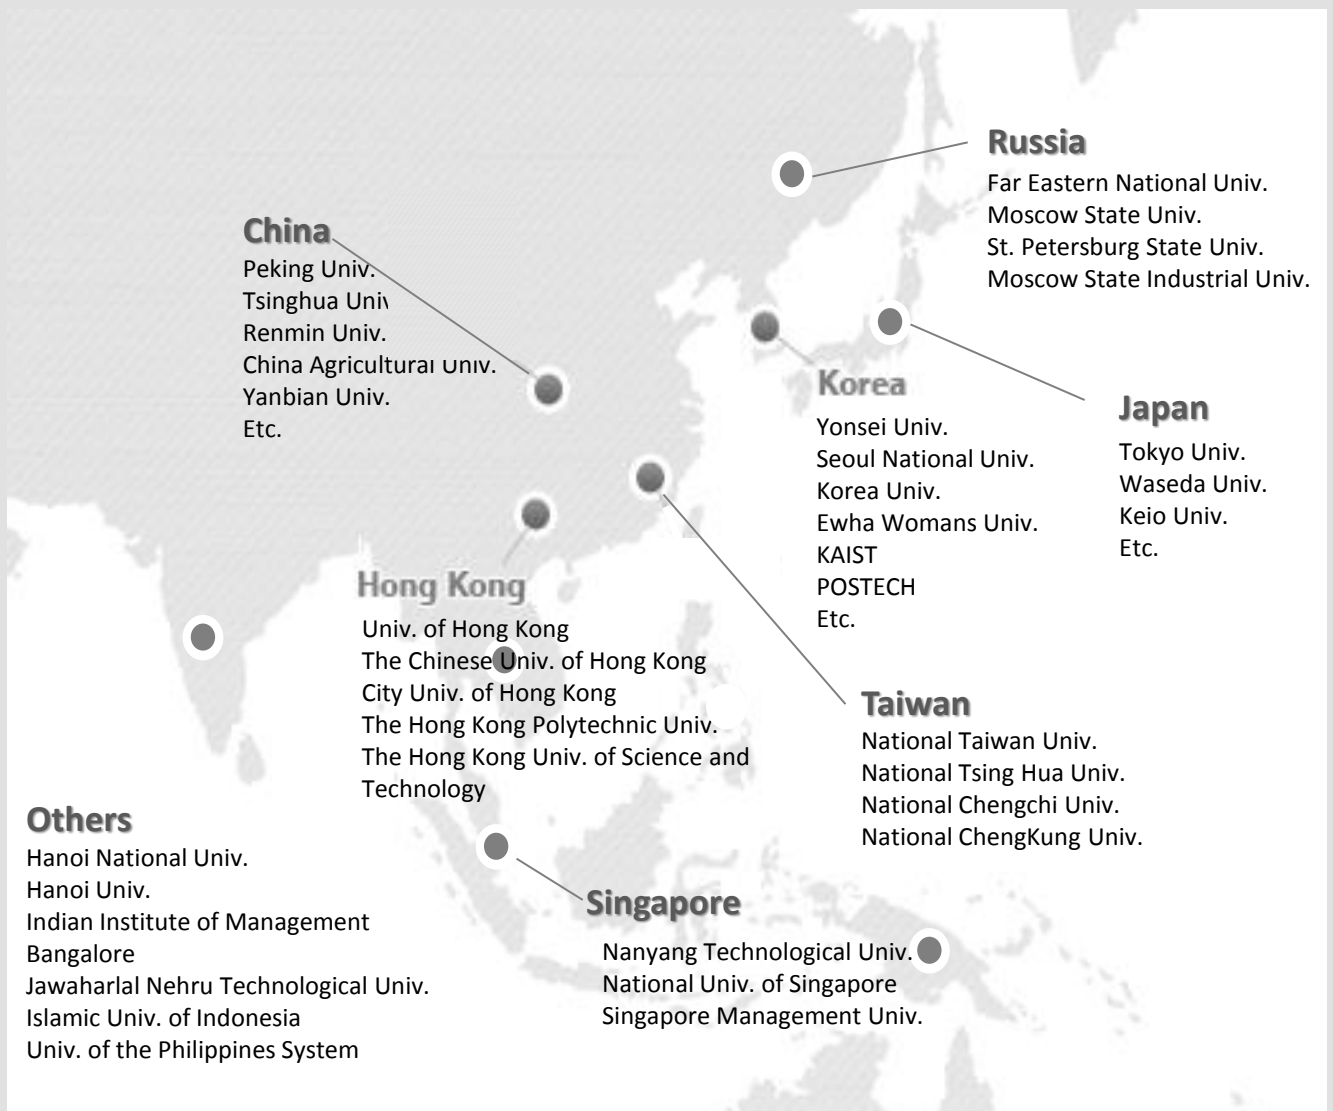 Russia
Far Eastern National Univ.
Moscow State Univ.
St. Petersburg State Univ.
Moscow State Industrial Univ.
China
Peking Univ.
Tsinghua Univ
Renmin Univ.
China Agricultural Univ.
Yanbian Univ.
Etc.
Korea
Yonsei Univ.
Seoul National Univ.
Korea Univ.
Ewha Womans Univ.
KAIST
POSTECH
Etc.
Japan
Tokyo Univ.
Waseda Univ.
Keio Univ.
Etc.
Hong Kong
Univ. of Hong Kong
The Chinese Univ. of Hong Kong
City Univ. of Hong Kong
The Hong Kong Polytechnic Univ.
The Hong Kong Univ. of Science and
Technology
Taiwan
National Taiwan Univ.
National Tsing Hua Univ.
National Chengchi Univ.
National ChengKung Univ.
Others
Hanoi National Univ.
Hanoi Univ.
Indian Institute of Management
Bangalore
Jawaharlal Nehru Technological Univ.
Islamic Univ. of Indonesia
Univ. of the Philippines System
Singapore
Nanyang Technological Univ.
National Univ. of Singapore
Singapore Management Univ.